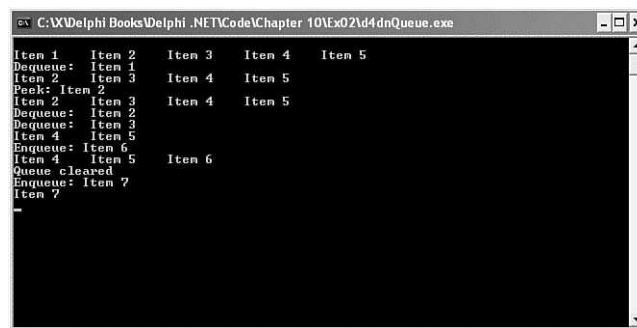 C:\X\Delphi Books\Delphi .NET\Code\Chapter 10\Ex02\d4dnQueue.exe
Item 1 Item 2 Item 3 Item 4 Item 5
Dequeue: Item 1
Item 2 Item 3 Item 4 Item 5
Peek: Item 2
Item 2 Item 3 Item 4 Item 5
Dequeue: Item 2
Dequeue: Item 3
Item 4 Item 5
Enqueue: Item 6
Item 4 Item 5 Item 6
Queue cleared
Enqueue: Item 7
Item 7